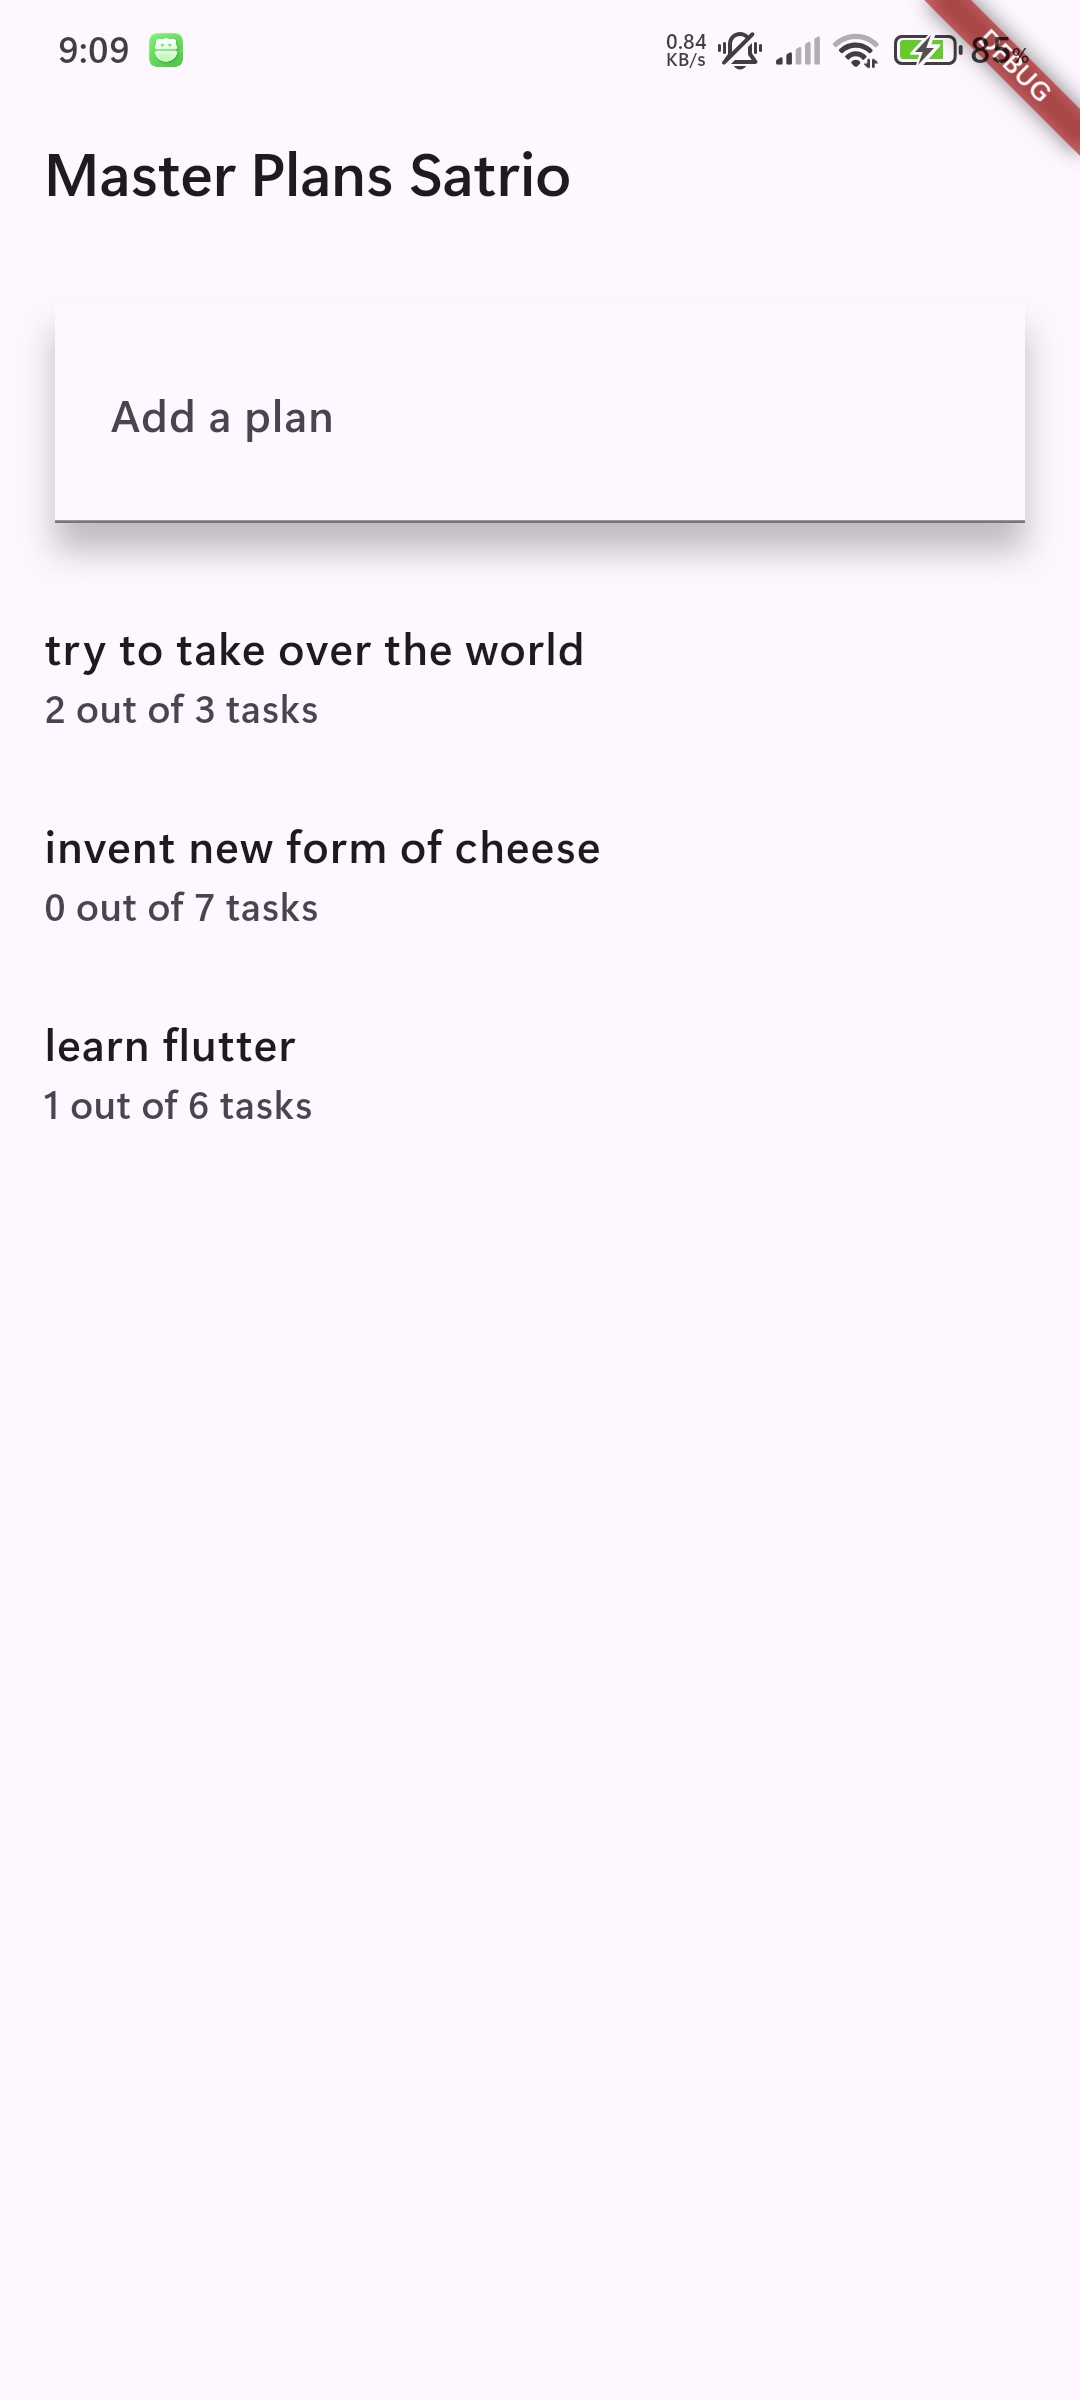 9:09
0.84
KB/s
85%
DEBUG
Master Plans Satrio
Add a plan
try to take over the world
2 out of 3 tasks
invent new form of cheese
0 out of 7 tasks
learn flutter
1 out of 6 tasks